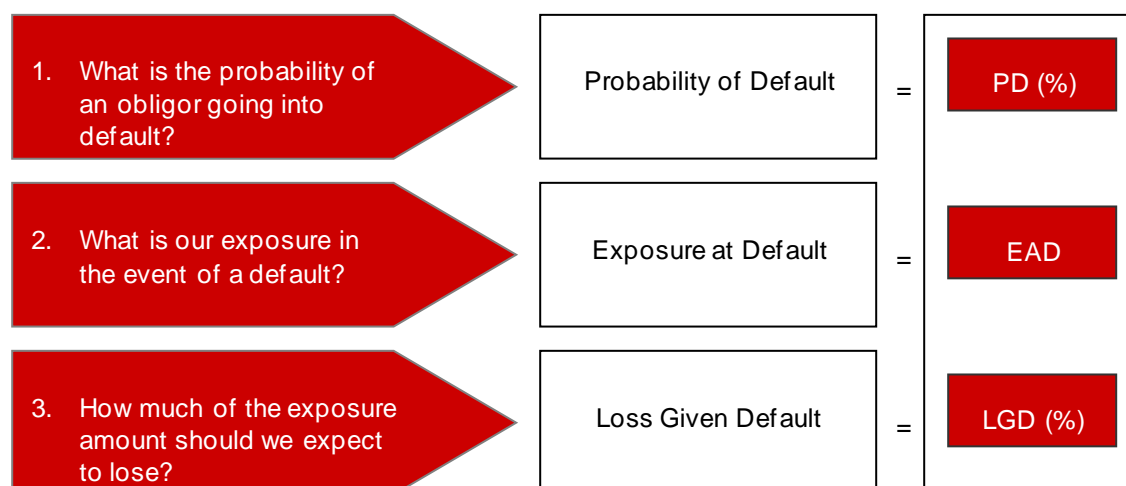 1. What is the probability of
an obligor going into
default?
Probability of Default
=
PD (%)
2. What is our exposure in
the event of a default?
Exposure at Default
=
EAD
3. How much of the exposure
amount should we expect
to lose?
Loss Given Default
=
LGD (%)